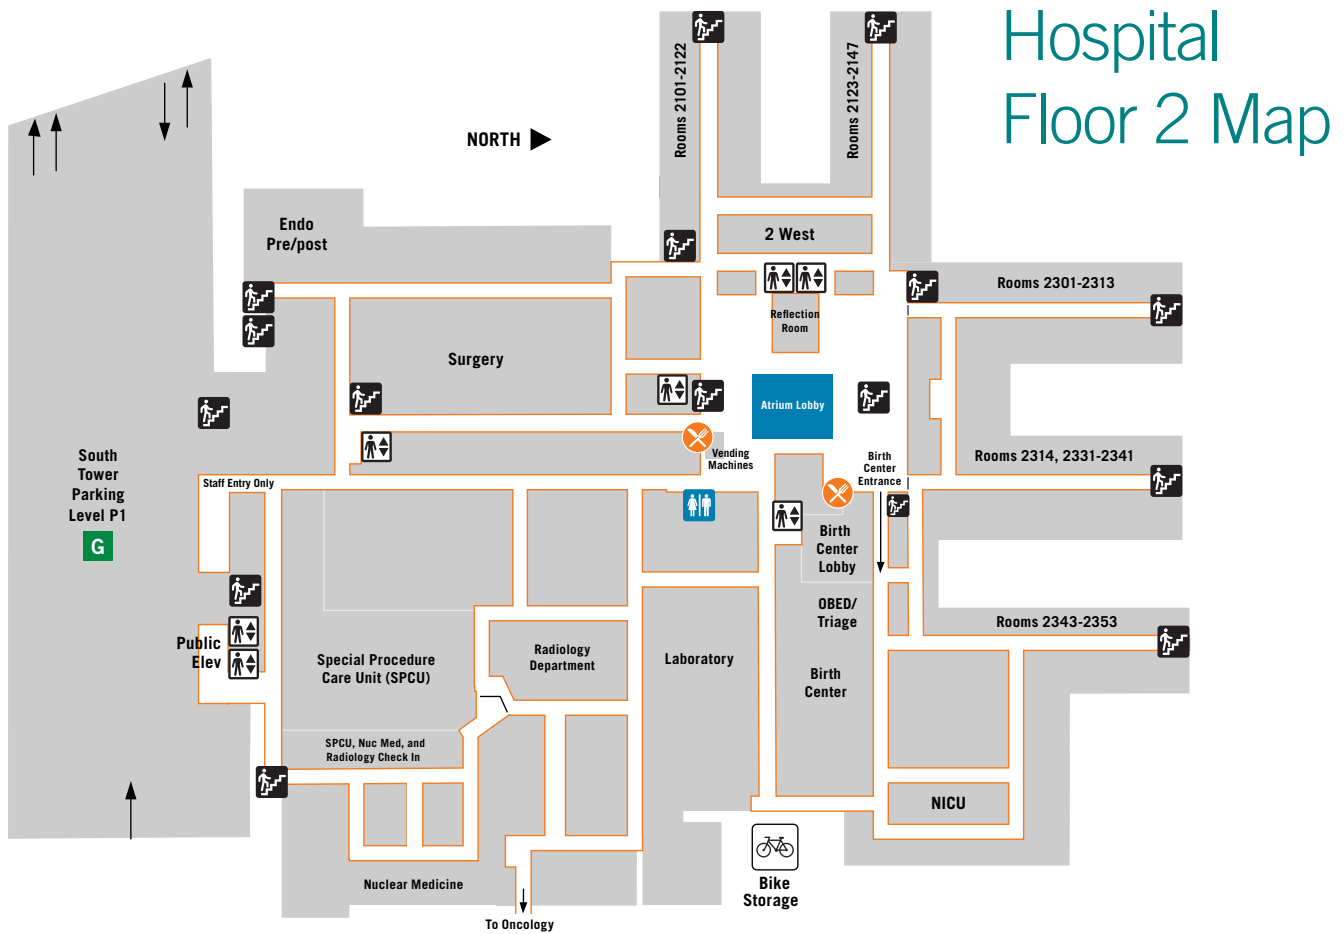 Hospital
Floor 2 Map
NORTH
Rooms 2101-2122
Rooms 2123-2147
Endo
Pre/post
2 West
Rooms 2301-2313
Reflection
Room
Surgery
Atrium Lobby
Vending
Machines
Birth
Center
Entrance
Rooms 2314, 2331-2341
South
Tower
Parking
Level P1
G
Staff Entry Only
Birth
Center
Lobby
OBED/
Triage
Rooms 2343-2353
Public
Elev
Special Procedure
Care Unit (SPCU)
Radiology
Department
Laboratory
Birth
Center
SPCU, Nuc Med, and
Radiology Check In
NICU
Nuclear Medicine
Bike
Storage
To Oncology